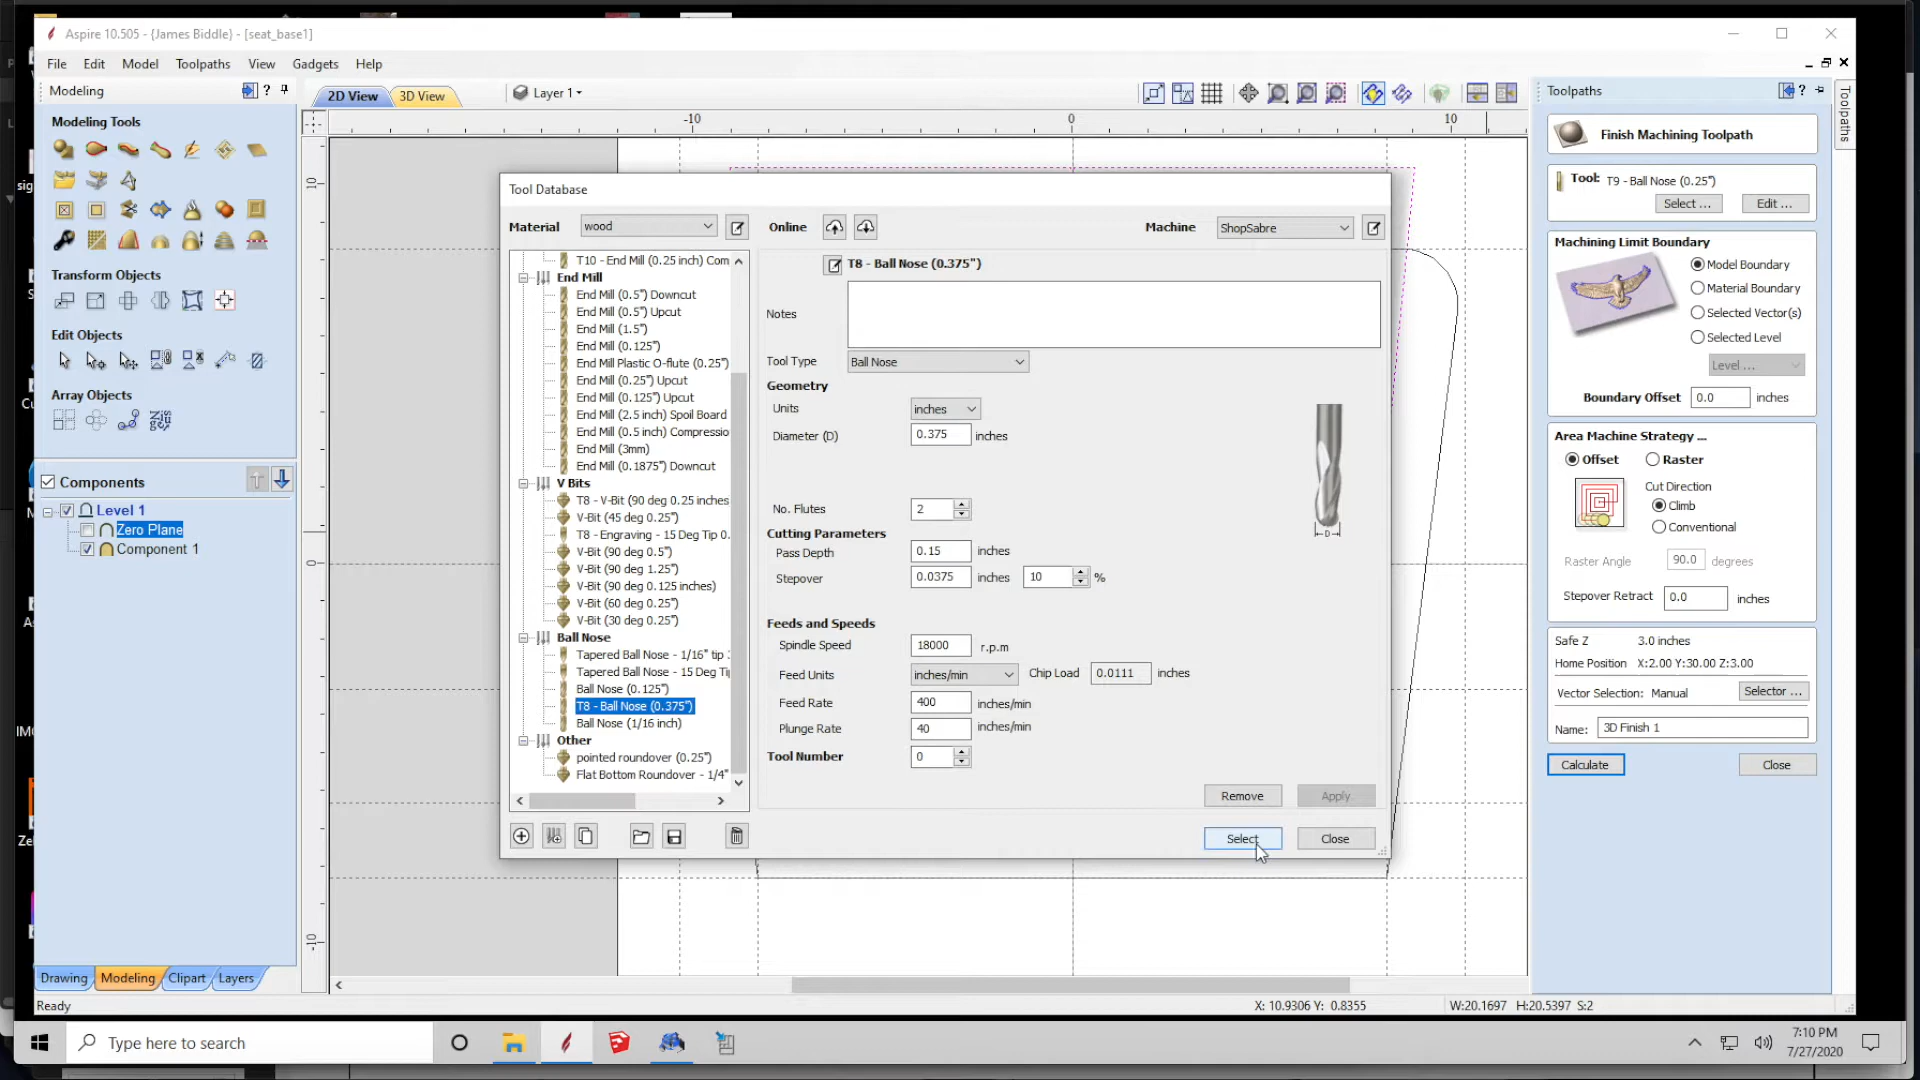 Aspire 10.505 - {James Biddle} - [seat_base1]
File Edit Model Toolpaths View Gadgets Help
Modeling
Modeling Tools
Transform Objects
Edit Objects
Array Objects
Components
Level 1
Zero Plane
Component 1
Drawing Modeling Clipart Layers
Ready
2D View 3D View Layer 1
-10 0 10
10
0
-10
Tool Database
Material wood Online Machine ShopSabre
T10 - End Mill (0.25 inch) Com
End Mill
End Mill (0.5") Downcut
End Mill (0.5") Upcut
End Mill (1.5")
End Mill (0.125")
End Mill Plastic O-flute (0.25")
End Mill (0.25") Upcut
End Mill (0.125") Upcut
End Mill (2.5 inch) Spoil Board
End Mill (0.5 inch) Compressio
End Mill (3mm)
End Mill (0.1875") Downcut
V Bits
T8 - V-Bit (90 deg 0.25 inches
V-Bit (45 deg 0.25")
T8 - Engraving - 15 Deg Tip 0.
V-Bit (90 deg 0.5")
V-Bit (90 deg 1.25")
V-Bit (90 deg 0.125 inches)
V-Bit (60 deg 0.25")
V-Bit (30 deg 0.25")
Ball Nose
Tapered Ball Nose - 1/16" tip
Tapered Ball Nose - 15 Deg Ti
Ball Nose (0.125")
T8 - Ball Nose (0.375")
Ball Nose (1/16 inch)
Other
pointed roundover (0.25")
Flat Bottom Roundover - 1/4"
T8 - Ball Nose (0.375")
Notes
Tool Type Ball Nose
Geometry
Units inches
Diameter (D) 0.375 inches
No. Flutes 2
D
Cutting Parameters
Pass Depth 0.15 inches
Stepover 0.0375 inches 10 %
Feeds and Speeds
Spindle Speed 18000 r.p.m
Feed Units inches/min Chip Load 0.0111 inches
Feed Rate 400 inches/min
Plunge Rate 40 inches/min
Tool Number 0
Remove Apply
Select Close
Toolpaths
Toolpaths
Finish Machining Toolpath
Tool: T9 - Ball Nose (0.25")
Select ... Edit ...
Machining Limit Boundary
Model Boundary
Material Boundary
Selected Vector(s)
Selected Level
Level ...
Boundary Offset 0.0 inches
Area Machine Strategy ...
Offset Raster
Cut Direction
Climb
Conventional
Raster Angle 90.0 degrees
Stepover Retract 0.0 inches
Safe Z 3.0 inches
Home Position X:2.00 Y:30.00 Z:3.00
Vector Selection: Manual Selector ...
Name: 3D Finish 1
Calculate Close
X: 10.9306 Y: 0.8355 W:20.1697 H:20.5397 S:2
Type here to search
7:10 PM
7/27/2020